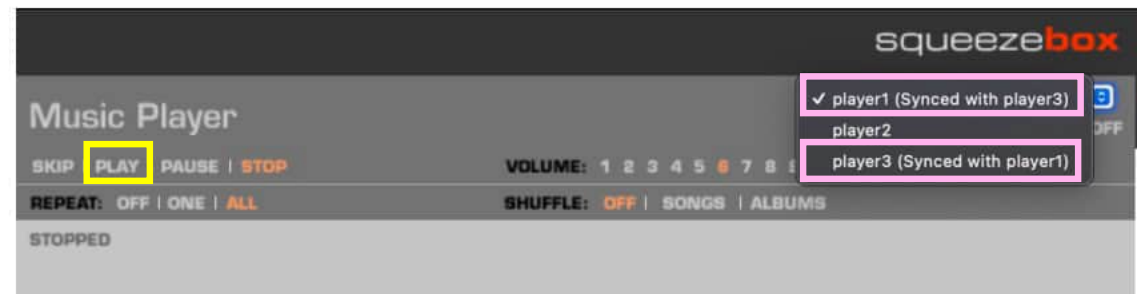 squeezebox
Music Player
✓ player1 (Synced with player3)
player2
player3 (Synced with player1)
OFF
SKIP | PLAY | PAUSE | STOP
VOLUME: 1 2 3 4 5 6 7 8
REPEAT: OFF | ONE | ALL
SHUFFLE: OFF | SONGS | ALBUMS
STOPPED